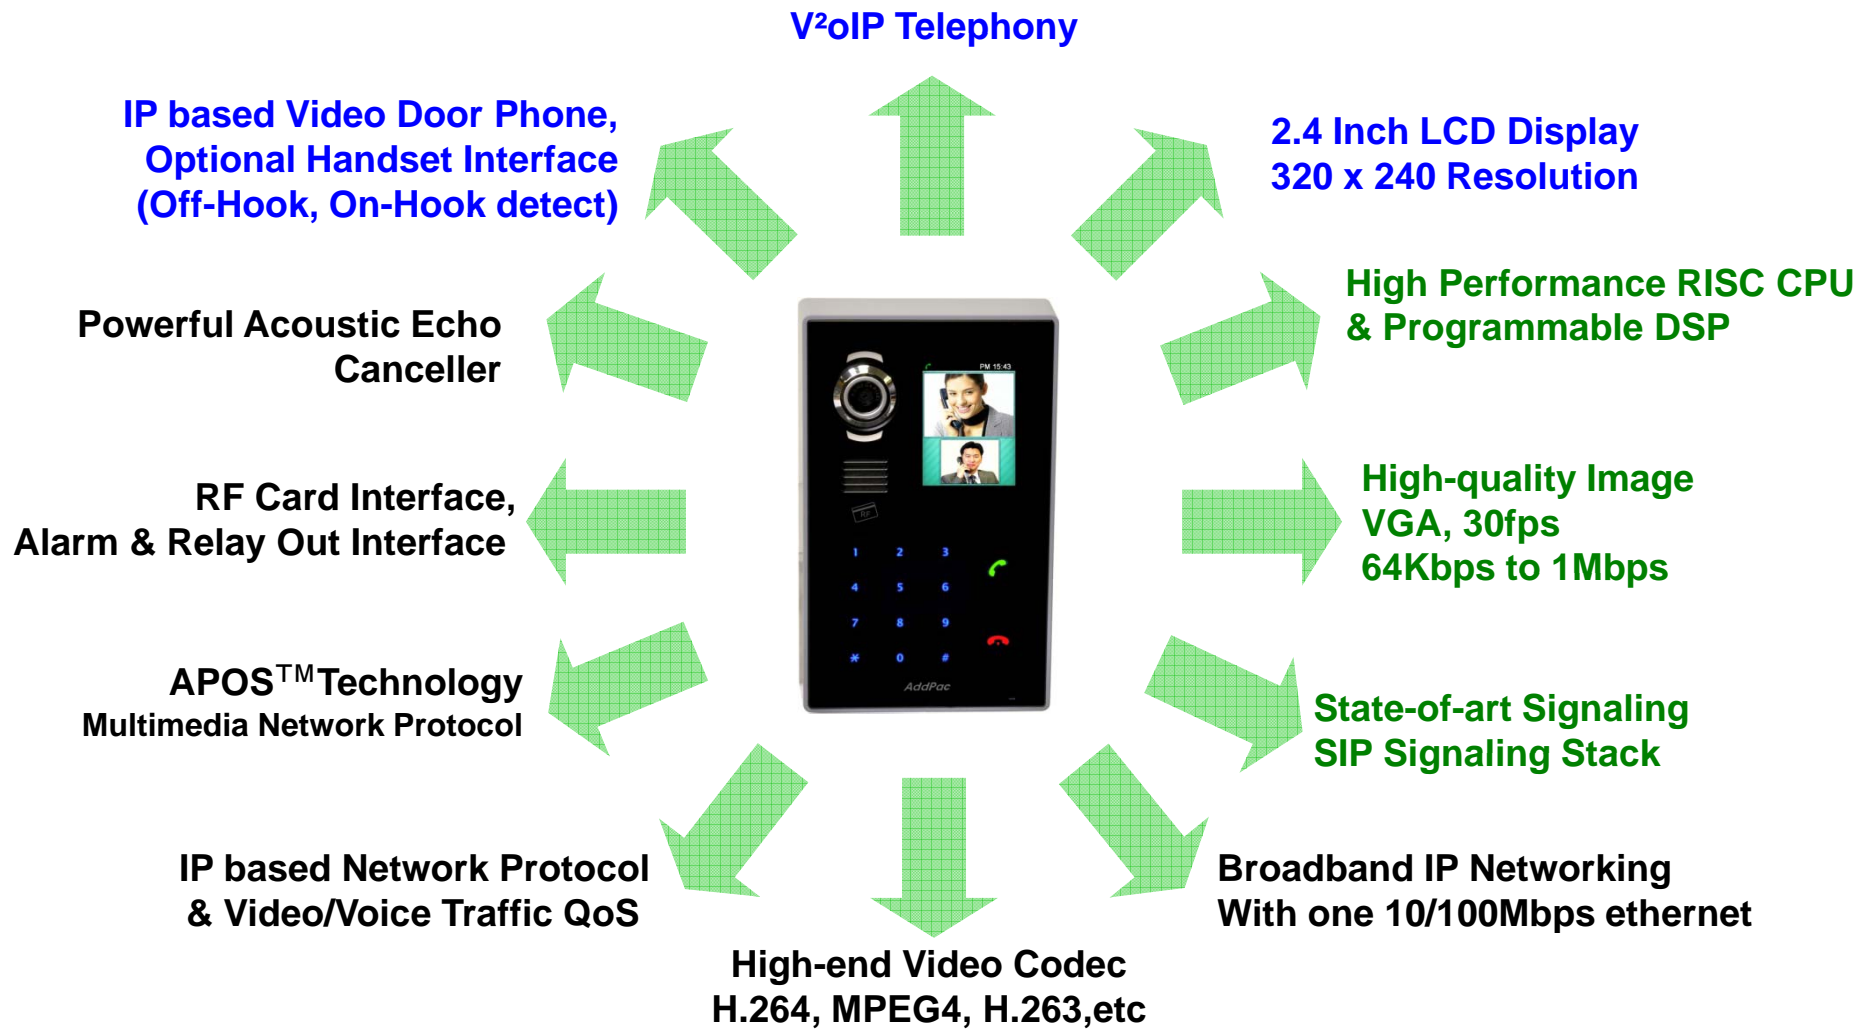 V²oIP Telephony
IP based Video Door Phone,
Optional Handset Interface
(Off-Hook, On-Hook detect)
2.4 Inch LCD Display
320 x 240 Resolution
High Performance RISC CPU
& Programmable DSP
Powerful Acoustic Echo
Canceller
PM 15:43
RF Card Interface,
Alarm & Relay Out Interface
High-quality Image
VGA, 30fps
64Kbps to 1Mbps
RF
1 2 3
4 5 6
7 8 9
* 0 #
AddPac
APOS™Technology
Multimedia Network Protocol
State-of-art Signaling
SIP Signaling Stack
IP based Network Protocol
& Video/Voice Traffic QoS
Broadband IP Networking
With one 10/100Mbps ethernet
High-end Video Codec
H.264, MPEG4, H.263,etc